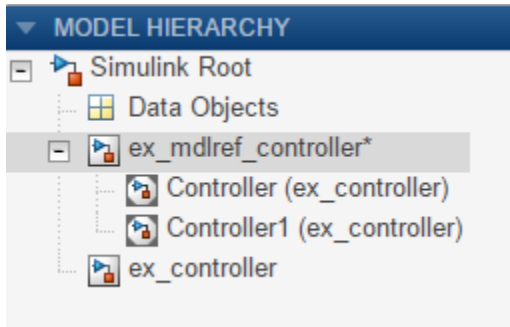 MODEL HIERARCHY
Simulink Root
Data Objects
ex_mdlref_controller*
Controller (ex_controller)
Controller1 (ex_controller)
ex_controller